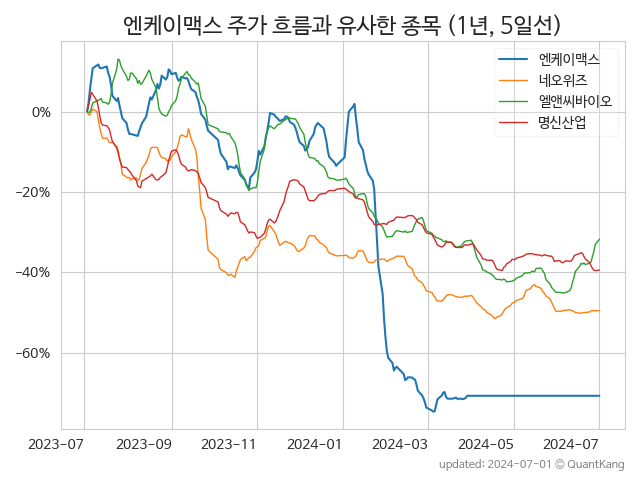 엔케이맥스 주가 흐름과 유사한 종목 (1년, 5일선)
엔케이맥스
네오위즈
엘앤씨바이오
명신산업
0%
−20%
−40%
−60%
2023-07 2023-09 2023-11 2024-01 2024-03 2024-05 2024-07
updated: 2024-07-01 © QuantKang